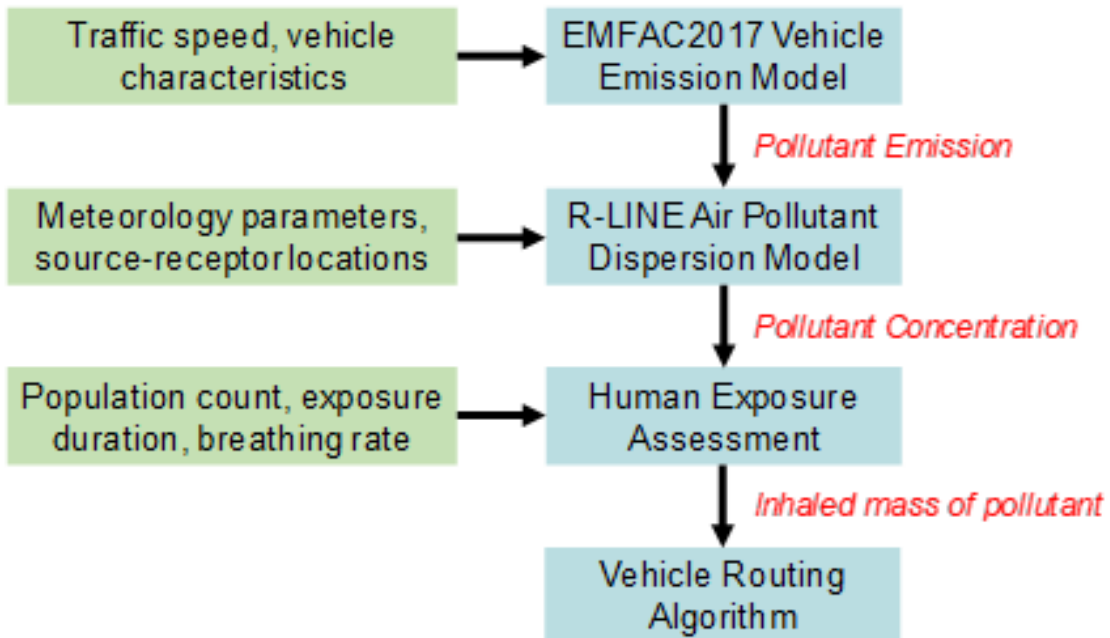 Traffic speed, vehicle
characteristics
EMFAC2017 Vehicle
Emission Model
Pollutant Emission
Meteorology parameters,
source-receptor locations
R-LINE Air Pollutant
Dispersion Model
Pollutant Concentration
Population count, exposure
duration, breathing rate
Human Exposure
Assessment
Inhaled mass of pollutant
Vehicle Routing
Algorithm